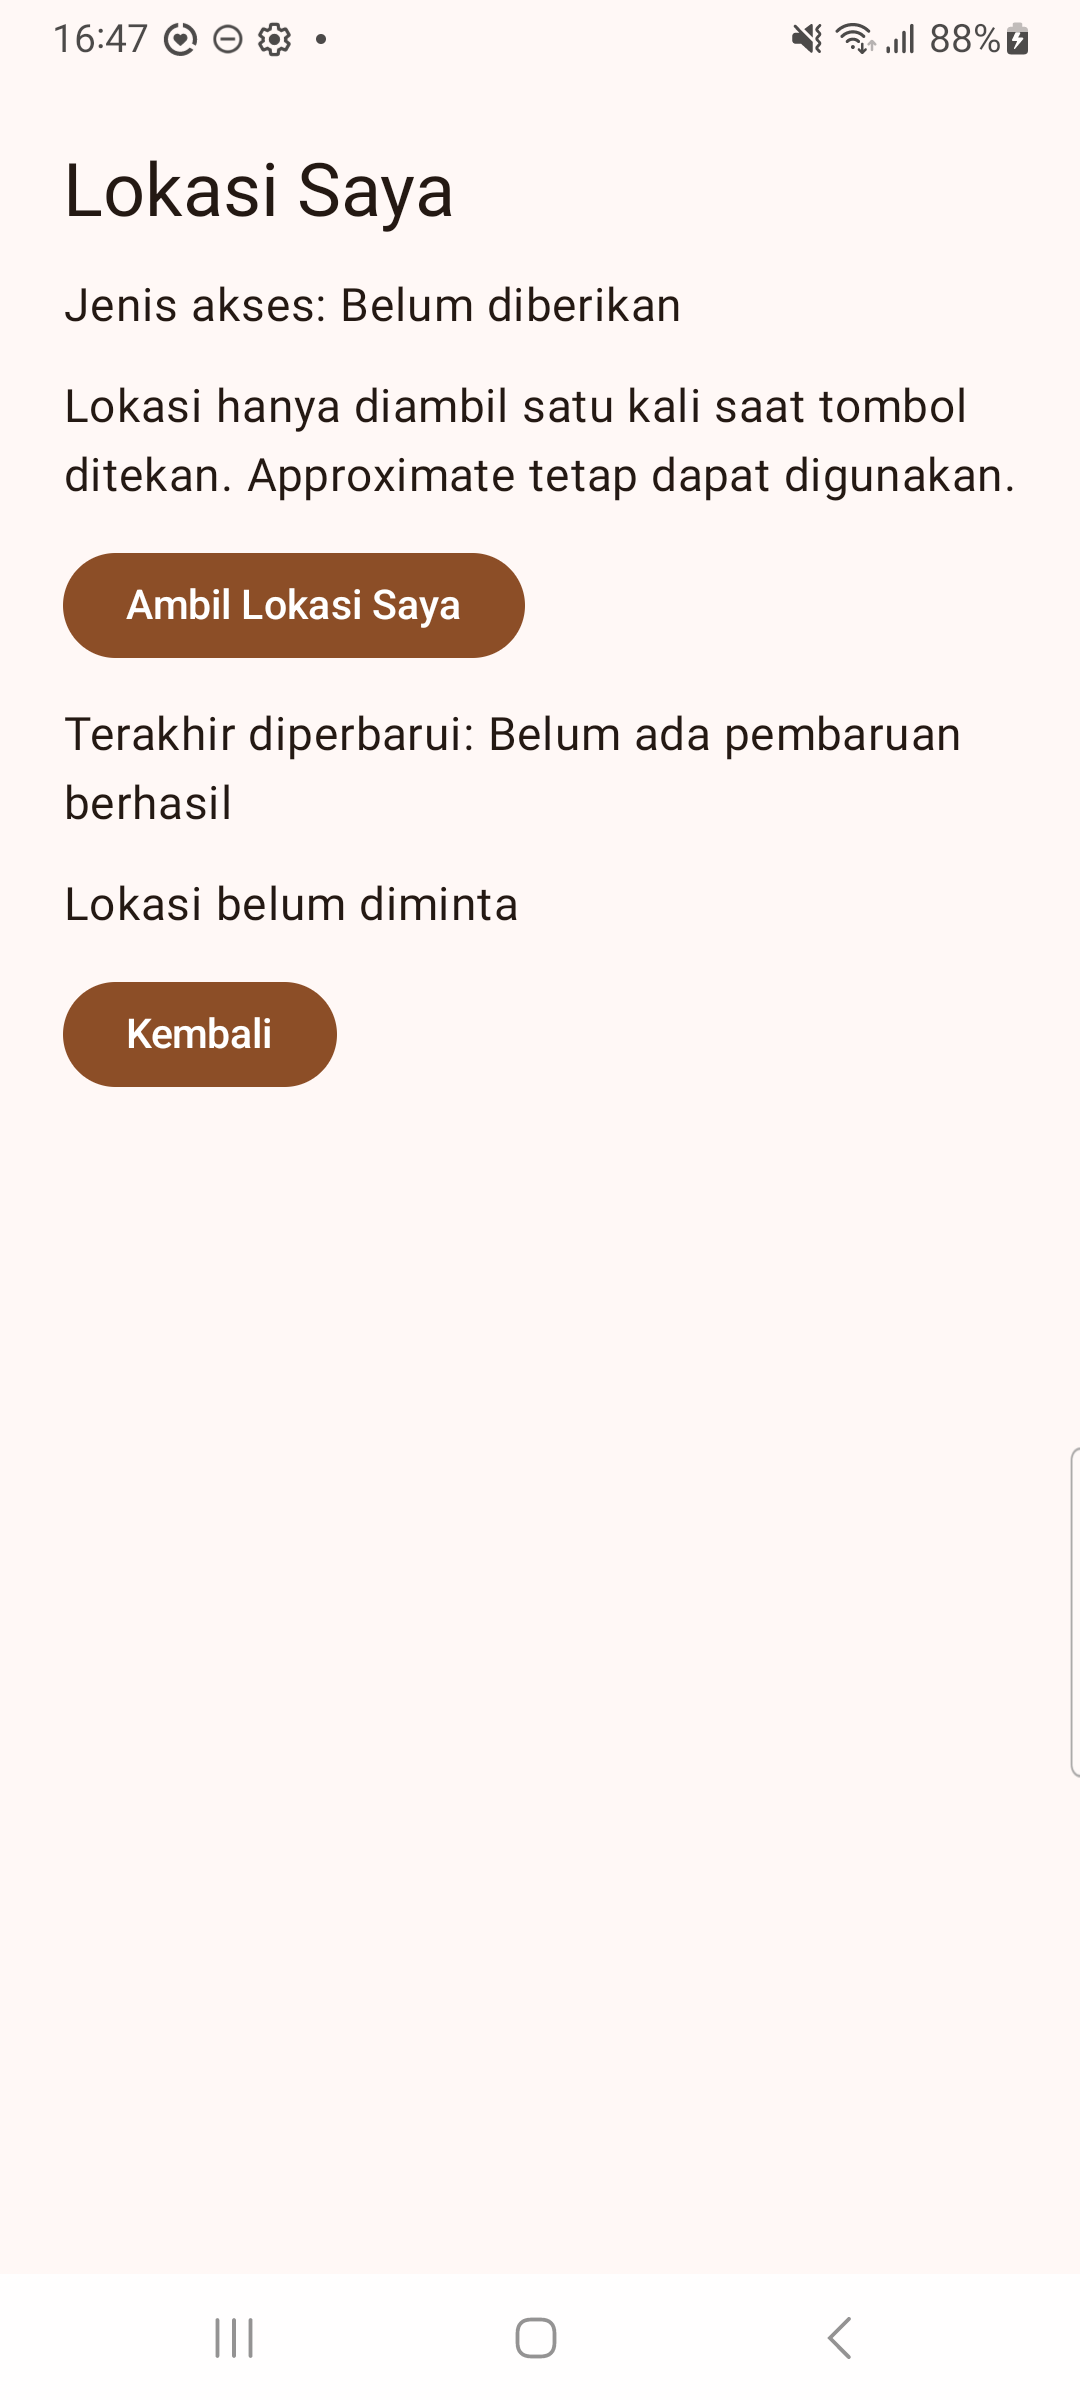 16:47 88%
Lokasi Saya
Jenis akses: Belum diberikan
Lokasi hanya diambil satu kali saat tombol
ditekan. Approximate tetap dapat digunakan.
Ambil Lokasi Saya
Terakhir diperbarui: Belum ada pembaruan
berhasil
Lokasi belum diminta
Kembali